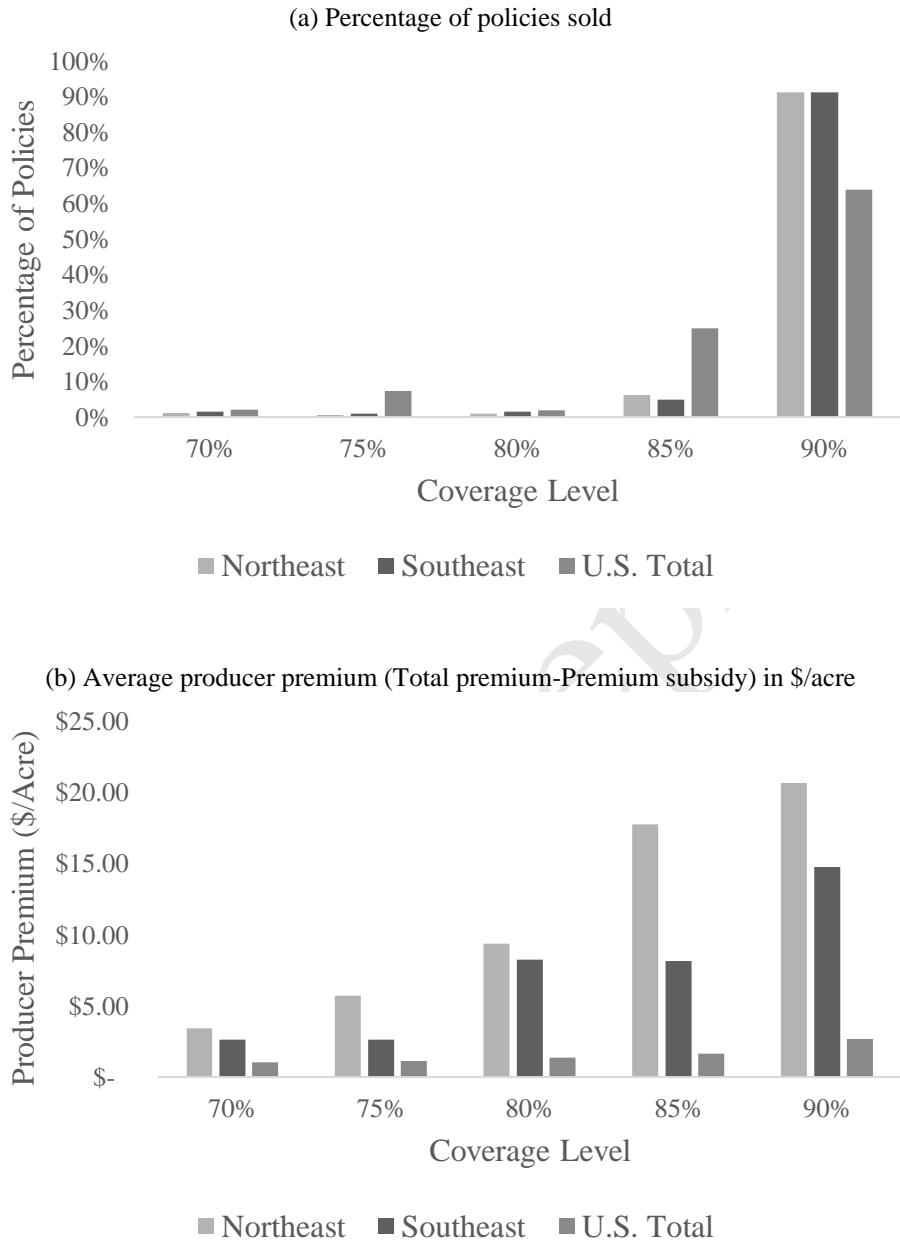 (a) Percentage of policies sold
100%
90%
80%
70%
60%
50%
40%
30%
20%
10%
0%
Percentage of Policies
70% 75% 80% 85% 90%
Coverage Level
Northeast Southeast U.S. Total
(b) Average producer premium (Total premium-Premium subsidy) in $/acre
$25.00
$20.00
$15.00
$10.00
$5.00
$-
Producer Premium ($/Acre)
70% 75% 80% 85% 90%
Coverage Level
Northeast Southeast U.S. Total